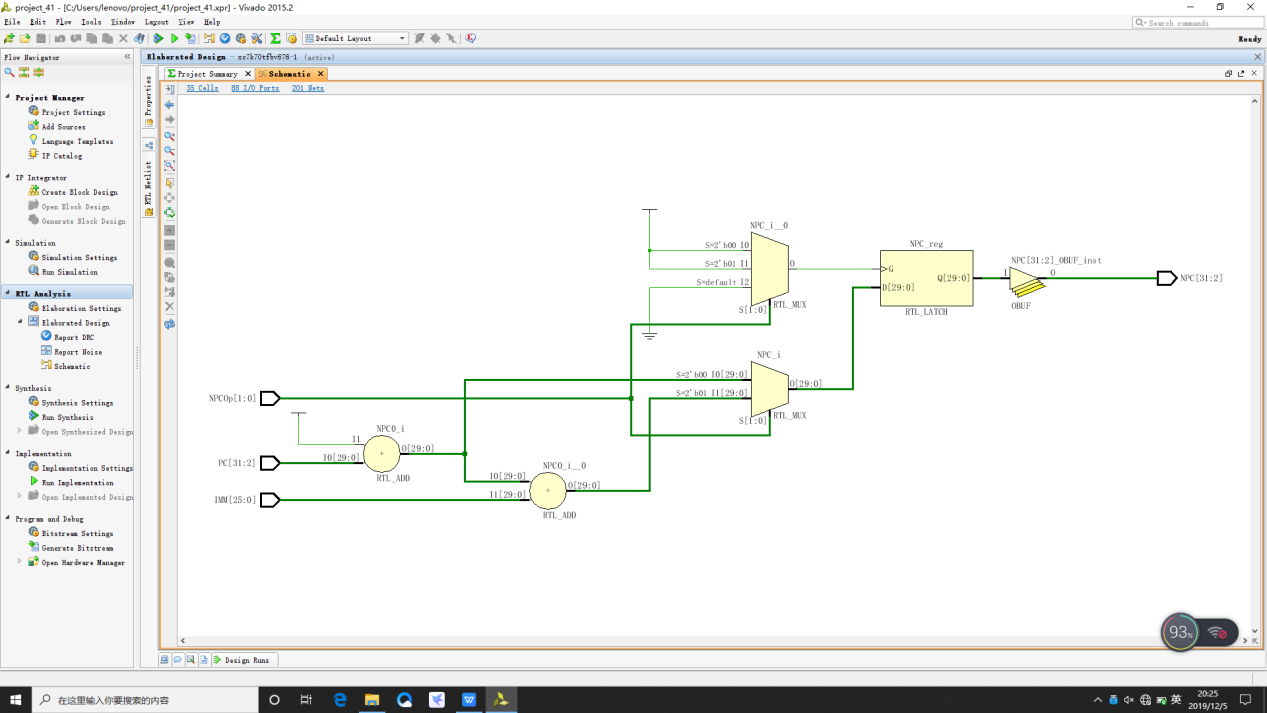 project_41 - [C:/Users/lenovo/project_41/project_41.xpr] - Vivado 2015.2
File Edit Flow Tools Window Layout View Help
Search commands
Default Layout
Ready
Flow Navigator
Elaborated Design - xc7k70tfbv676-1 (active)
Project Summary
Schematic
35 Cells 88 I/O Ports 201 Nets
Properties
RTL Netlist
Project Manager
Project Settings
Add Sources
Language Templates
IP Catalog
IP Integrator
Create Block Design
Open Block Design
Generate Block Design
Simulation
Simulation Settings
Run Simulation
RTL Analysis
Elaboration Settings
Elaborated Design
Report DRC
Report Noise
Schematic
Synthesis
Synthesis Settings
Run Synthesis
Open Synthesized Design
Implementation
Implementation Settings
Run Implementation
Open Implemented Design
Program and Debug
Bitstream Settings
Generate Bitstream
Open Hardware Manager
NPC_i__0
S=2'b00 I0
S=2'b01 I1
S=default I2
O
S[1:0]
RTL_MUX
NPC_reg
G
D[29:0]
Q[29:0]
RTL_LATCH
NPC[31:2]_OBUF_inst
I
O
OBUF
NPC[31:2]
NPC_i
S=2'b00 I0[29:0]
S=2'b01 I1[29:0]
O[29:0]
S[1:0]
RTL_MUX
NPCOp[1:0]
NPC0_i
I1
I0[29:0]
O[29:0]
RTL_ADD
PC[31:2]
NPC0_i__0
I0[29:0]
I1[29:0]
O[29:0]
RTL_ADD
IMM[25:0]
93%
Design Runs
在这里输入你要搜索的内容
英
20:25
2019/12/5